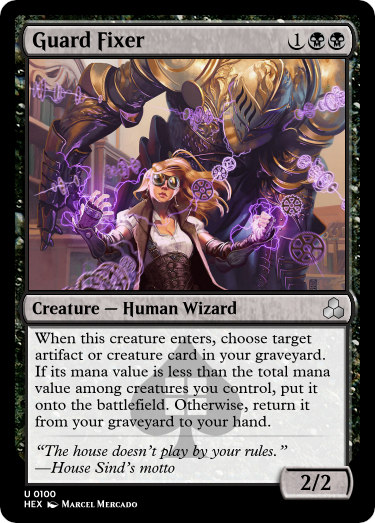 Guard Fixer 1
Creature — Human Wizard
When this creature enters, choose target
artifact or creature card in your graveyard.
If its mana value is less than the total mana
value among creatures you control, put it
onto the battlefield. Otherwise, return it
from your graveyard to your hand.
“The house doesn’t play by your rules.”
—House Sind’s motto
2/2
U 0100
HEX Marcel Mercado